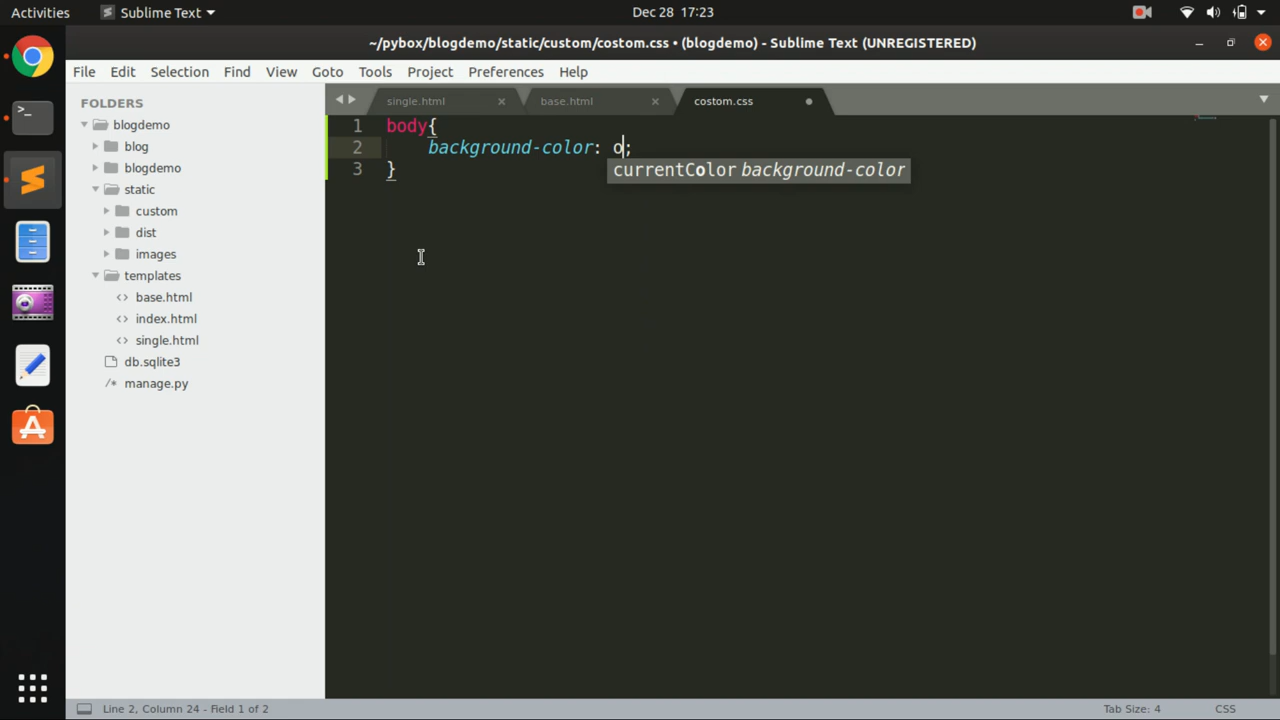 Activities
Sublime Text
Dec 28 17:23
~/pybox/blogdemo/static/custom/costom.css • (blogdemo) - Sublime Text (UNREGISTERED)
File Edit Selection Find View Goto Tools Project Preferences Help
FOLDERS
blogdemo
blog
blogdemo
static
custom
dist
images
templates
<> base.html
<> index.html
<> single.html
db.sqlite3
/* manage.py
single.html
base.html
costom.css
1 body{
2 background-color: o;
currentColor background-color
3 }
Line 2, Column 24 - Field 1 of 2
Tab Size: 4
CSS